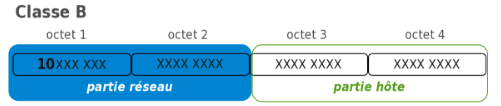 Classe B
octet 1 octet 2 octet 3 octet 4
10XXX XXX XXXX XXXX XXXX XXXX XXXX XXXX
partie réseau partie hôte